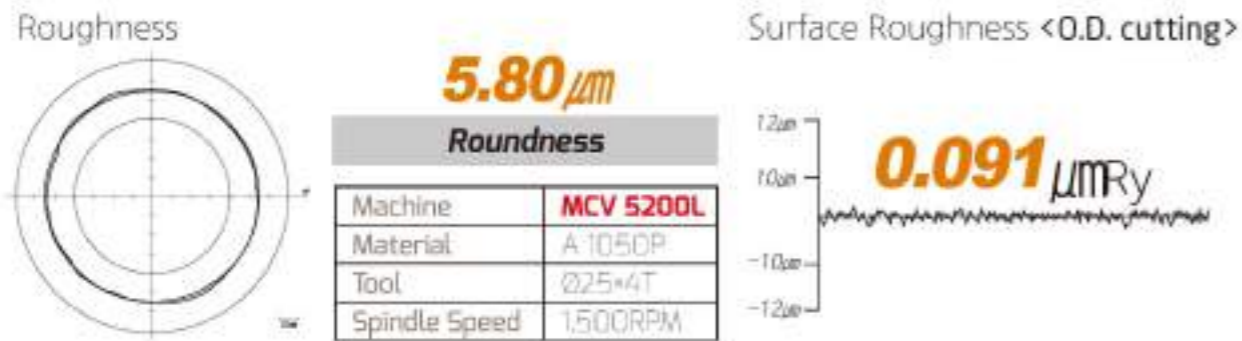 Roughness
5.80μm
Roundness
Machine MCV 5200L
Material A 1050P
Tool Ø25*4T
Spindle Speed 1,500RPM
Surface Roughness <O.D. cutting>
12μm
10μm
0.091μmRy
-10μm
-12μm